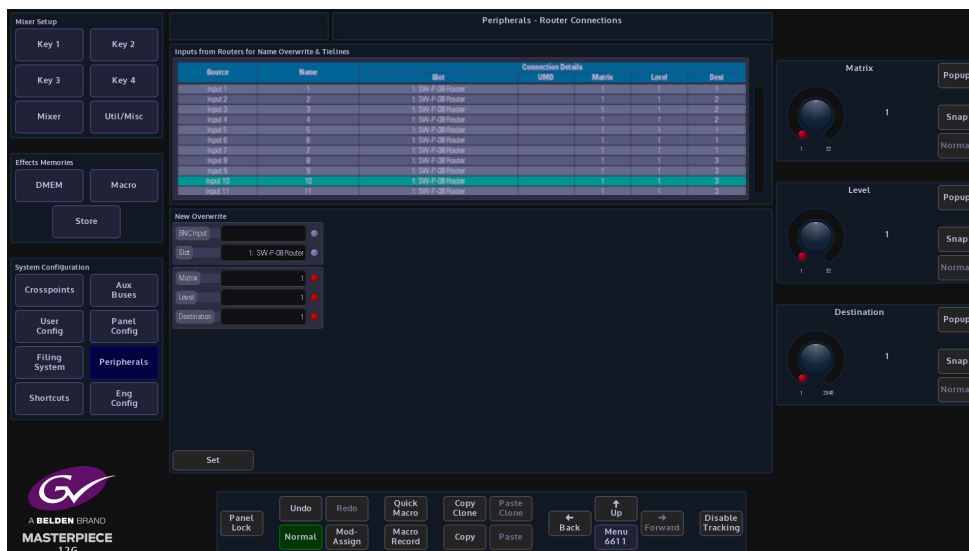 Mixer Setup
Key 1
Key 2
Key 3
Key 4
Mixer
Util/Misc
Effects Memories
DMEM
Macro
Store
System Configuration
Crosspoints
Aux
Buses
User
Config
Panel
Config
Filing
System
Peripherals
Shortcuts
Eng
Config
GV
A BELDEN BRAND
MASTERPIECE
12G
Peripherals - Router Connections
Inputs from Routers for Name Overwrite & Tielines
Source Name Connection Details
Slot UMD Matrix Level Dest
Input 1 1 1: SW-P-08 Router 1 1 1
Input 2 2 1: SW-P-08 Router 1 1 2
Input 3 3 1: SW-P-08 Router 1 1 2
Input 4 4 1: SW-P-08 Router 1 1 2
Input 5 5 1: SW-P-08 Router 1 1 1
Input 6 6 1: SW-P-08 Router 1 1 1
Input 7 7 1: SW-P-08 Router 1 1 1
Input 8 8 1: SW-P-08 Router 1 1 3
Input 9 9 1: SW-P-08 Router 1 1 3
Input 10 10 1: SW-P-08 Router 1 1 3
Input 11 11 1: SW-P-08 Router 1 1 3
New Overwrite
BNC Input
Slot 1: SW-P-08 Router
Matrix 1
Level 1
Destination 1
Set
Matrix
1
1 32
Popup
Snap
Norma
Level
1
1 32
Popup
Snap
Norma
Destination
1
1 2048
Popup
Snap
Norma
Panel
Lock
Undo
Redo
Normal
Mod-
Assign
Quick
Macro
Macro
Record
Copy
Clone
Paste
Clone
Copy
Paste
← Back
↑ Up
Menu
6611
→ Forward
Disable
Tracking